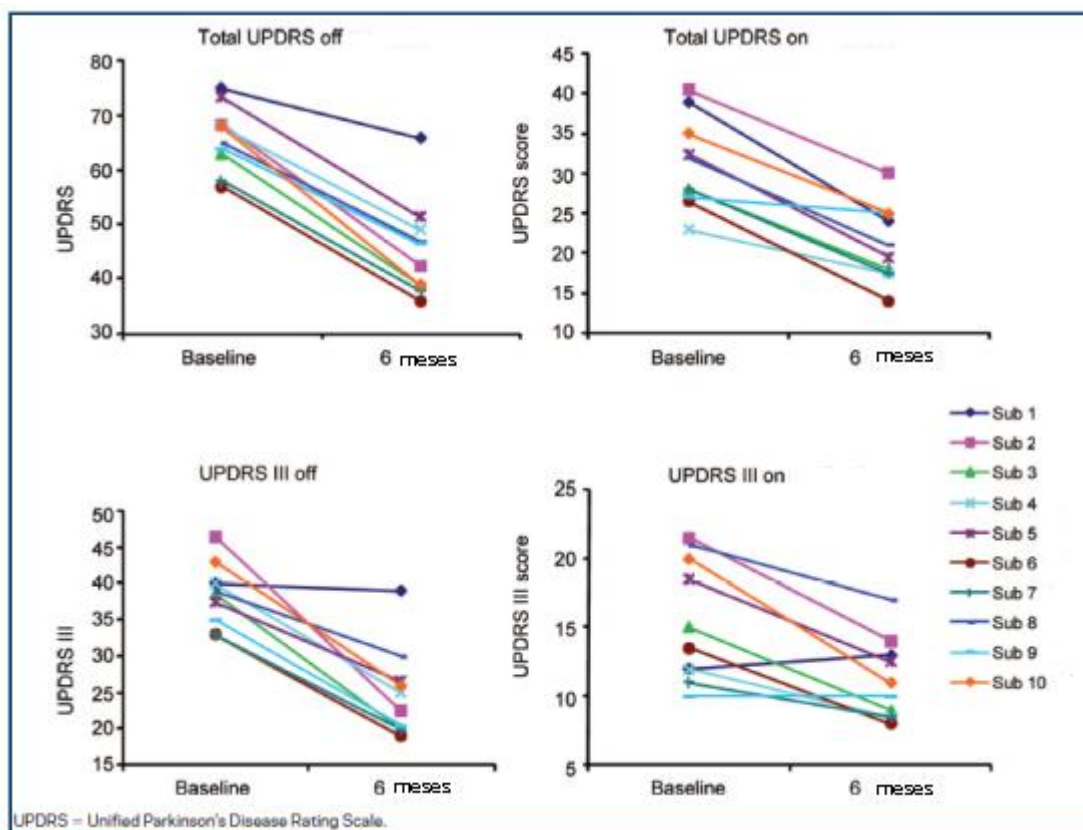 Total UPDRS off
80
70
60
50
40
30
UPDRS
Baseline
6 meses
Total UPDRS on
45
40
35
30
25
20
15
10
UPDRS score
Baseline
6 meses
UPDRS III off
50
45
40
35
30
25
20
15
UPDRS III
Baseline
6 meses
UPDRS III on
25
20
15
10
5
UPDRS III score
Baseline
6 meses
Sub 1
Sub 2
Sub 3
Sub 4
Sub 5
Sub 6
Sub 7
Sub 8
Sub 9
Sub 10
UPDRS = Unified Parkinson's Disease Rating Scale.